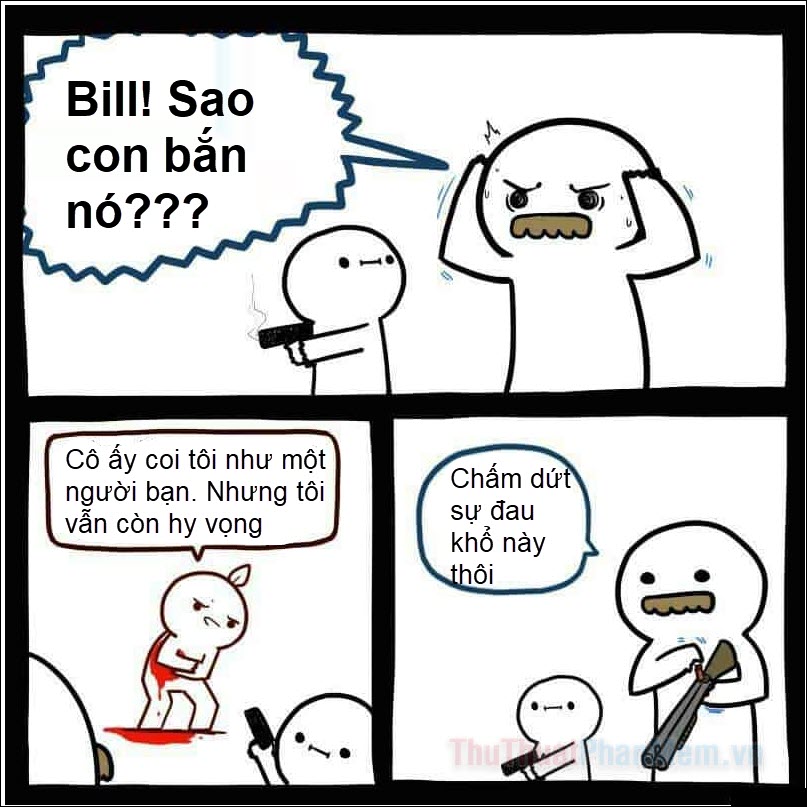 Bill! Sao
con bắn
nó???
Cô ấy coi tôi như một
người bạn. Nhưng tôi
vẫn còn hy vọng
Chấm dứt
sự đau
khổ này
thôi
ThuThuatPhanMem.vn